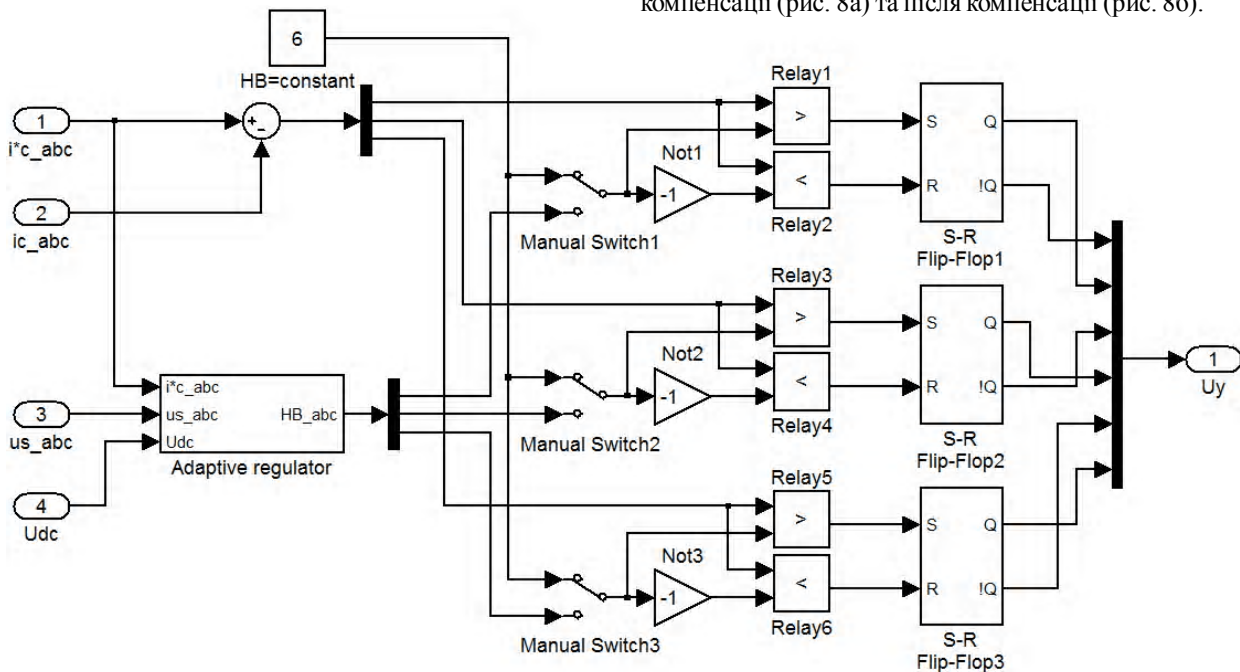 компенсації (рис. 8а) та після компенсації (рис. 8б).
6
HB=constant
1
i*c_abc
+
-
2
ic_abc
3
us_abc
4
Udc
i*c_abc
us_abc
Udc
HB_abc
Adaptive regulator
Manual Switch1
Not1
-1
Relay1
>
<
Relay2
S
R
Q
!Q
S-R
Flip-Flop1
Manual Switch2
Not2
-1
Relay3
>
<
Relay4
S
R
Q
!Q
S-R
Flip-Flop2
Manual Switch3
Not3
-1
Relay5
>
<
Relay6
S
R
Q
!Q
S-R
Flip-Flop3
1
Uy